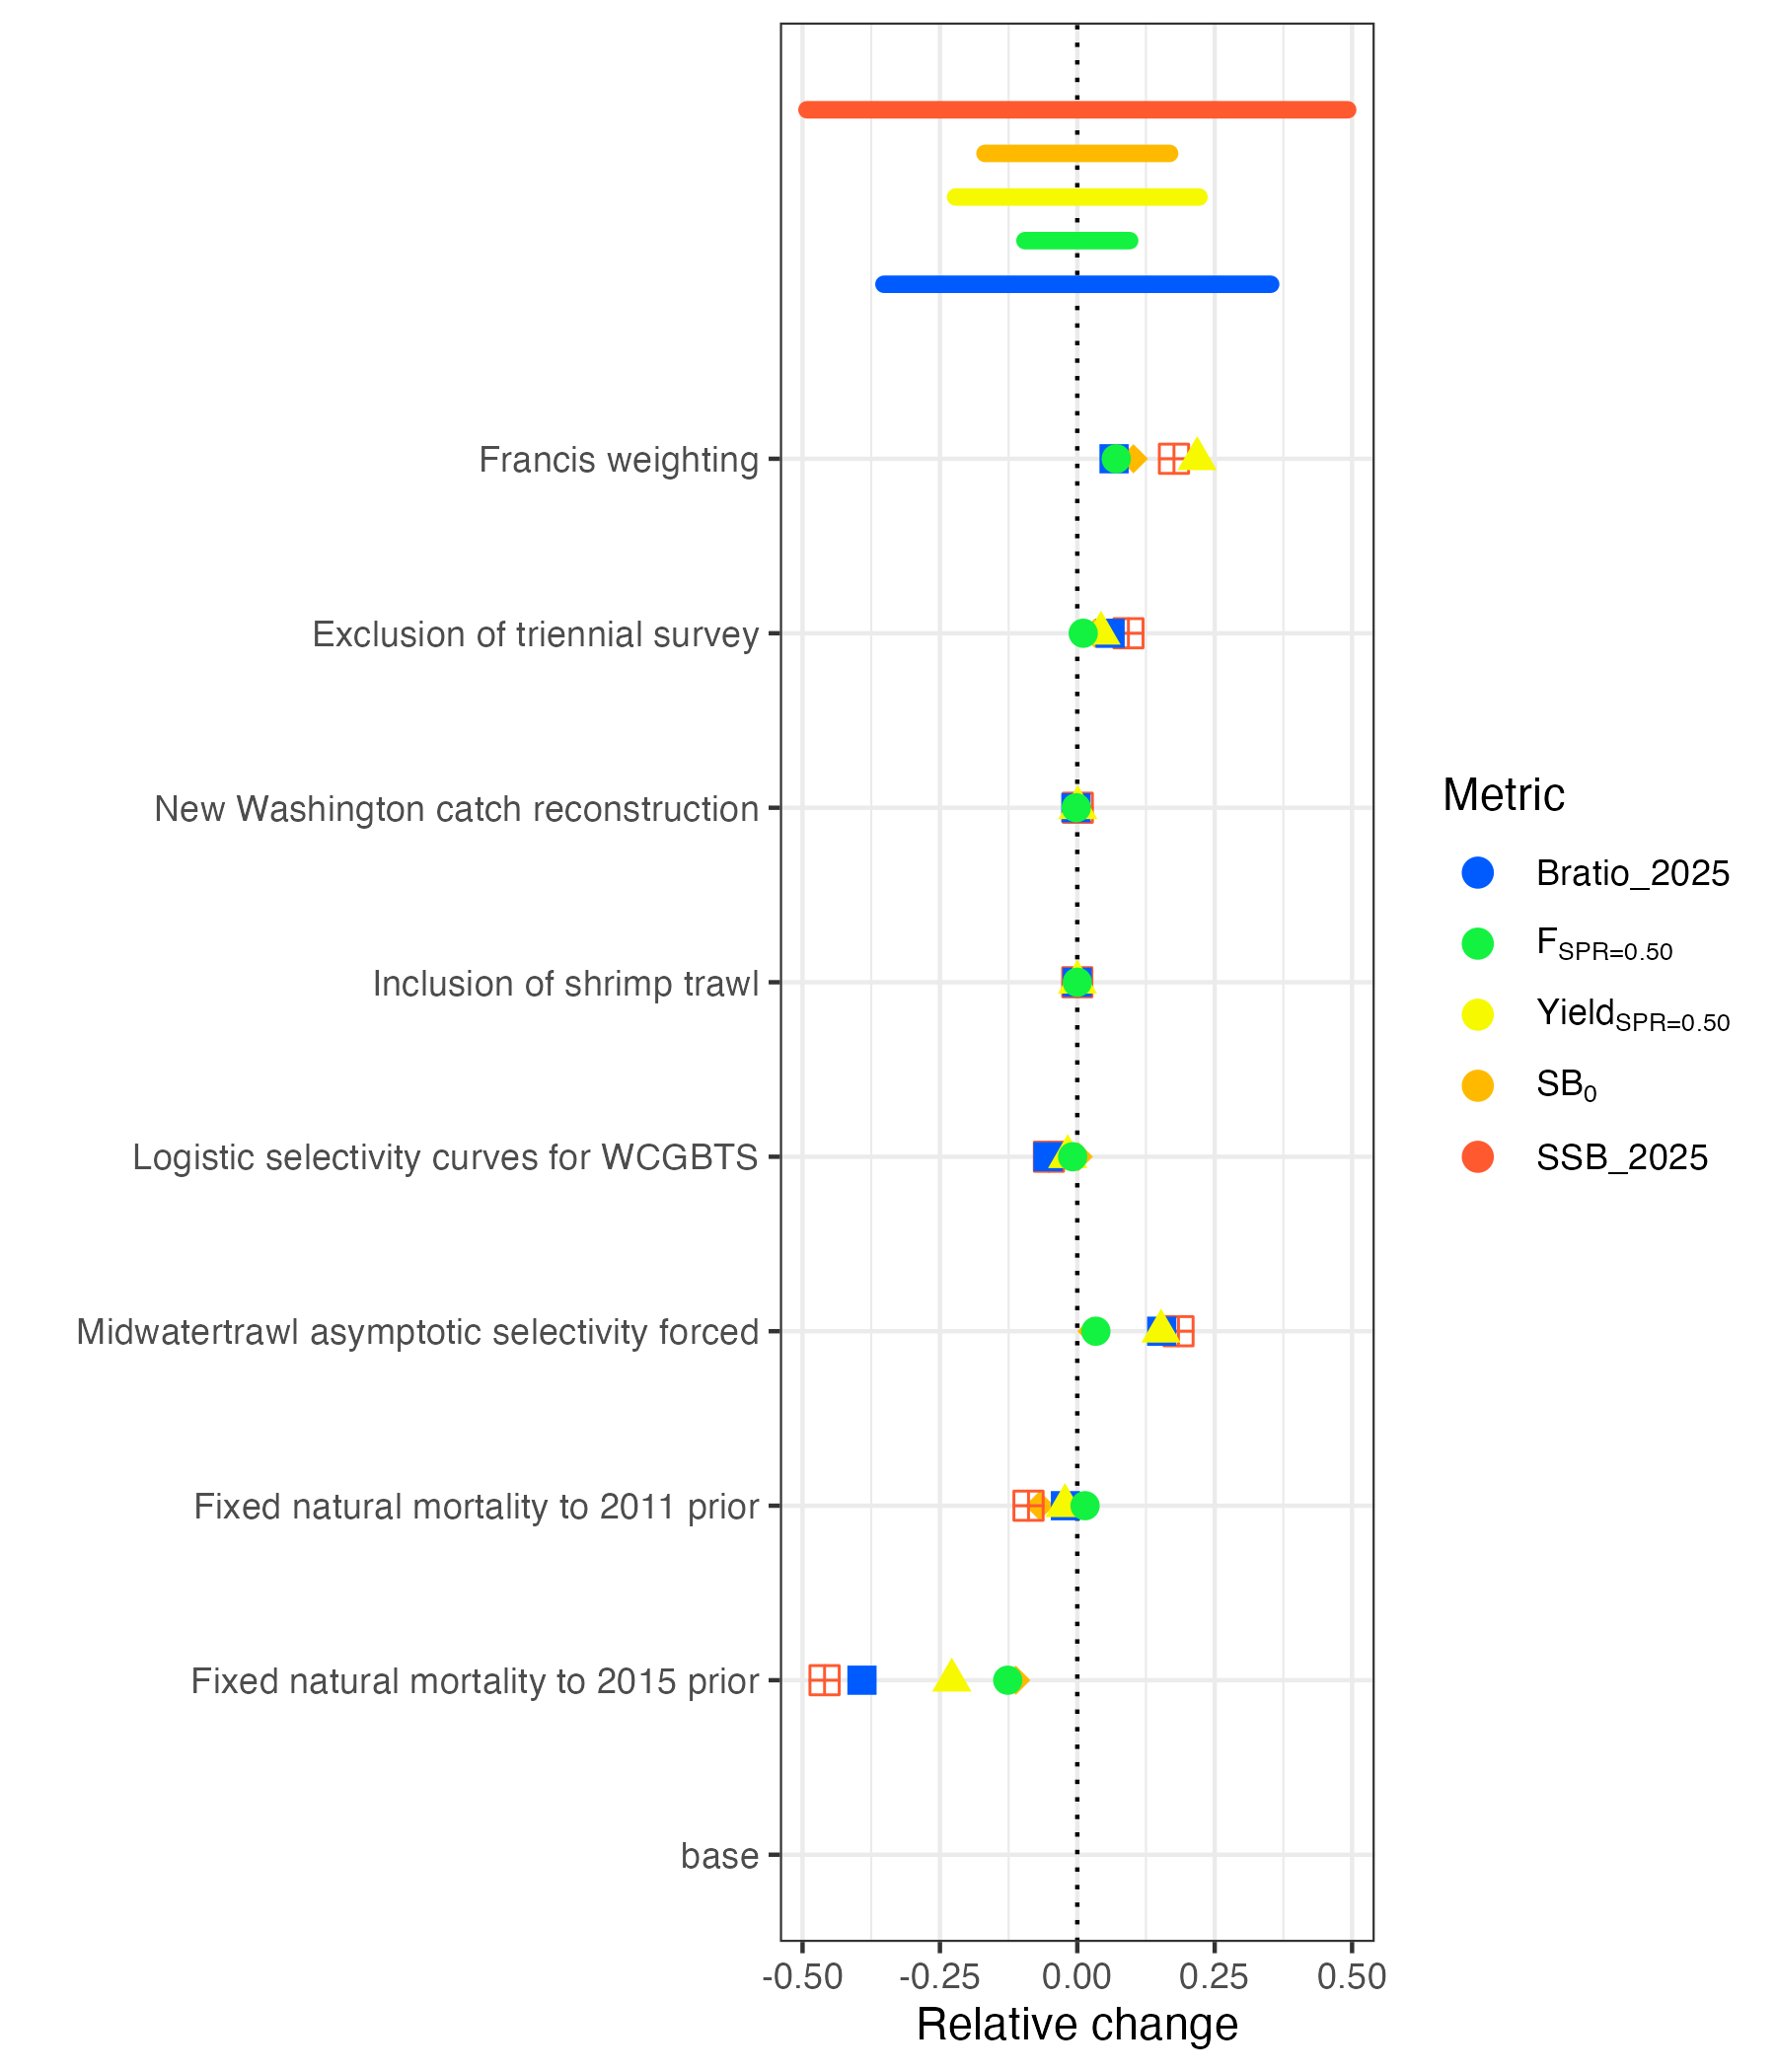 Francis weighting
Exclusion of triennial survey
New Washington catch reconstruction
Inclusion of shrimp trawl
Logistic selectivity curves for WCGBTS
Midwatertrawl asymptotic selectivity forced
Fixed natural mortality to 2011 prior
Fixed natural mortality to 2015 prior
base
-0.50 -0.25 0.00 0.25 0.50
Relative change
Metric
Bratio_2025
FSPR=0.50
YieldSPR=0.50
SB0
SSB_2025